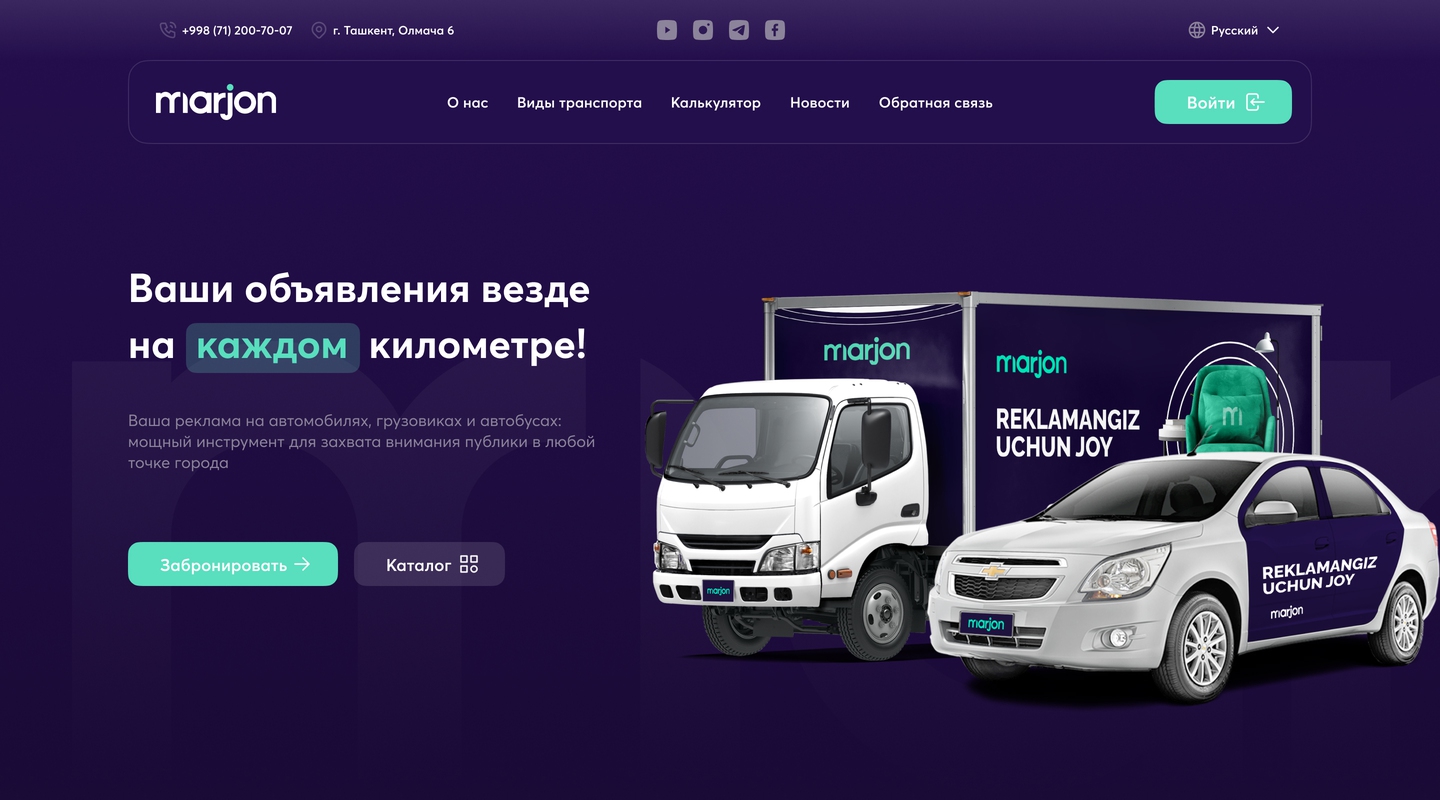 +998 (71) 200-70-07
г. Ташкент, Олмача 6
Русский
marjon
О нас
Виды транспорта
Калькулятор
Новости
Обратная связь
Войти
Ваши объявления везде
на каждом километре!
Ваша реклама на автомобилях, грузовиках и автобусах:
мощный инструмент для захвата внимания публики в любой
точке города
Забронировать
Каталог
marjon
marjon
REKLAMANGIZ
UCHUN JOY
m
marjon
marjon
REKLAMANGIZ
UCHUN JOY
marjon